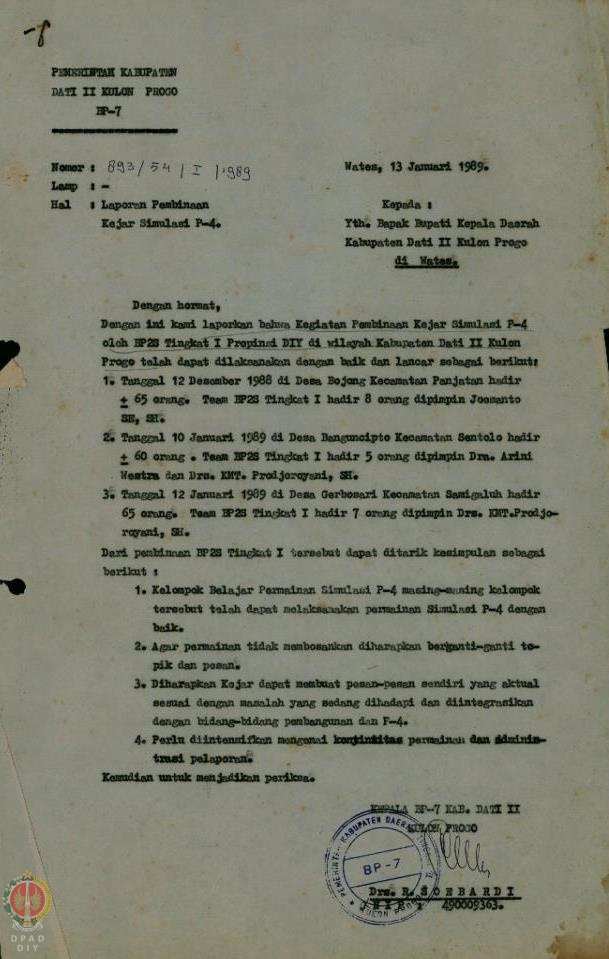 PEMERINTAH KABUPATEN
DATI II KULON PROGO
BP-7
Nomor : 893/54/I/1989
Wates, 13 Januari 1989.
Lamp : -
Hal : Laporan Pembinaan
Kejar Simulasi P-4.
Kepada :
Yth. Bapak Bupati Kepala Daerah
Kabupaten Dati II Kulon Progo
di Wates.
Dengan hormat,
Dengan ini kami laporkan bahwa Kegiatan Pembinaan Kejar Simulasi P-4
oleh BP2S Tingkat I Propinsi DIY di wilayah Kabupaten Dati II Kulon
Progo telah dapat dilaksanakan dengan baik dan lancar sebagai berikut:
1. Tanggal 12 Desember 1988 di Desa Bojong Kecamatan Panjatan hadir
± 65 orang. Team BP2S Tingkat I hadir 8 orang dipimpin Joemanto
SE, SH.
2. Tanggal 10 Januari 1989 di Desa Banguncipto Kecamatan Sentolo hadir
± 60 orang . Team BP2S Tingkat I hadir 5 orang dipimpin Dra. Arini
Westra dan Drs. KMT. Prodjoroyani, SH.
3. Tanggal 12 Januari 1989 di Desa Gerbosari Kecamatan Samigaluh hadir
65 orang. Team BP2S Tingkat I hadir 7 orang dipimpin Drs. KMT.Prodjo-
royani, SH.
Dari pembinaan BP2S Tingkat I tersebut dapat ditarik kesimpulan sebagai
berikut :
1. Kelompok Belajar Permainan Simulasi P-4 masing-masing kelompok
tersebut telah dapat melaksanakan permainan Simulasi P-4 dengan
baik.
2. Agar permainan tidak membosankan diharapkan berganti-ganti to-
pik dan pesan.
3. Diharapkan Kejar dapat membuat pesan-pesan sendiri yang aktual
sesuai dengan masalah yang sedang dihadapi dan diintegrasikan
dengan bidang-bidang pembangunan dan P-4.
4. Perlu diintensifkan mengenai kontinkitas permainan dan adminis-
trasi pelaporan.
Kemudian untuk menjadikan periksa.
KEPALA BP-7 KAB. DATI II
KULON PROGO
PEMERINTAH KABUPATEN DAERAH TINGKAT II
BP-7
KULON PROGO
Drs. R. SOEBARDI
NIP : 490009363.
DPAD
DIY